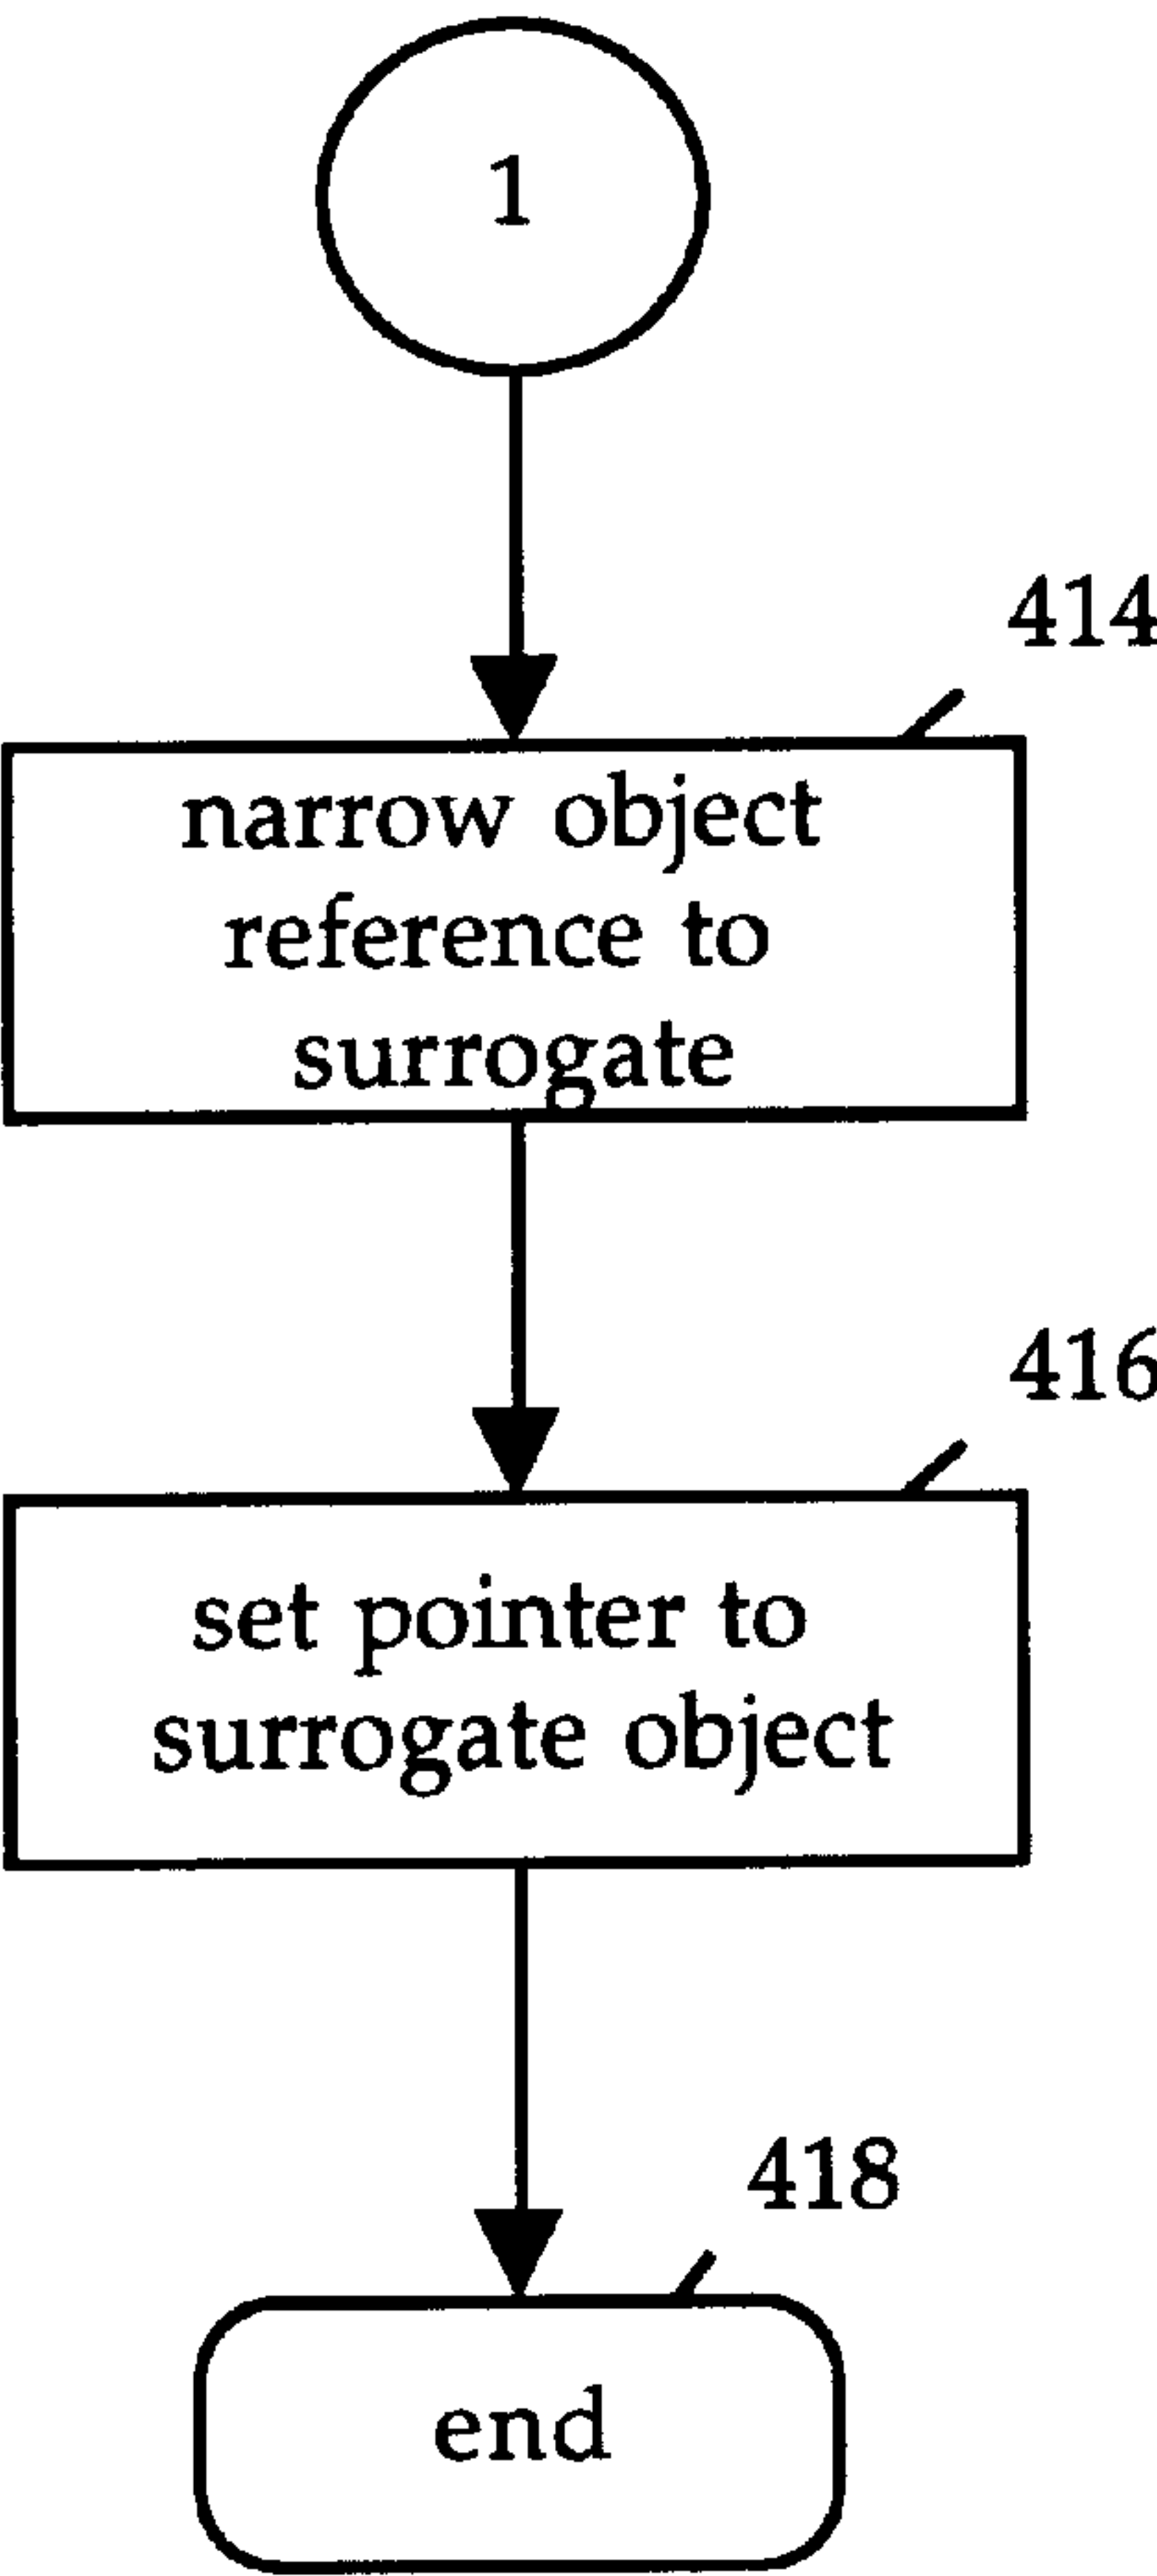 1
414
narrow object
reference to
surrogate
416
set pointer to
surrogate object
418
end